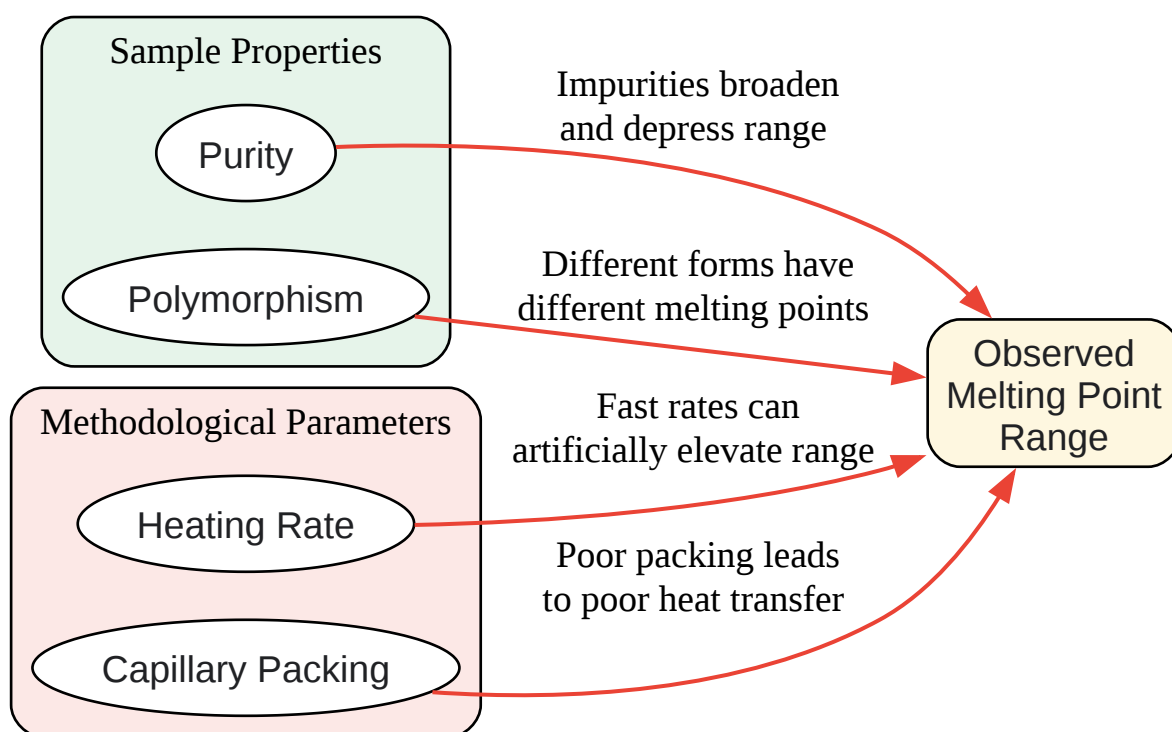 Sample Properties
Purity
Polymorphism
Impurities broaden
and depress range
Different forms have
different melting points
Methodological Parameters
Heating Rate
Capillary Packing
Fast rates can
artificially elevate range
Poor packing leads
to poor heat transfer
Observed
Melting Point
Range